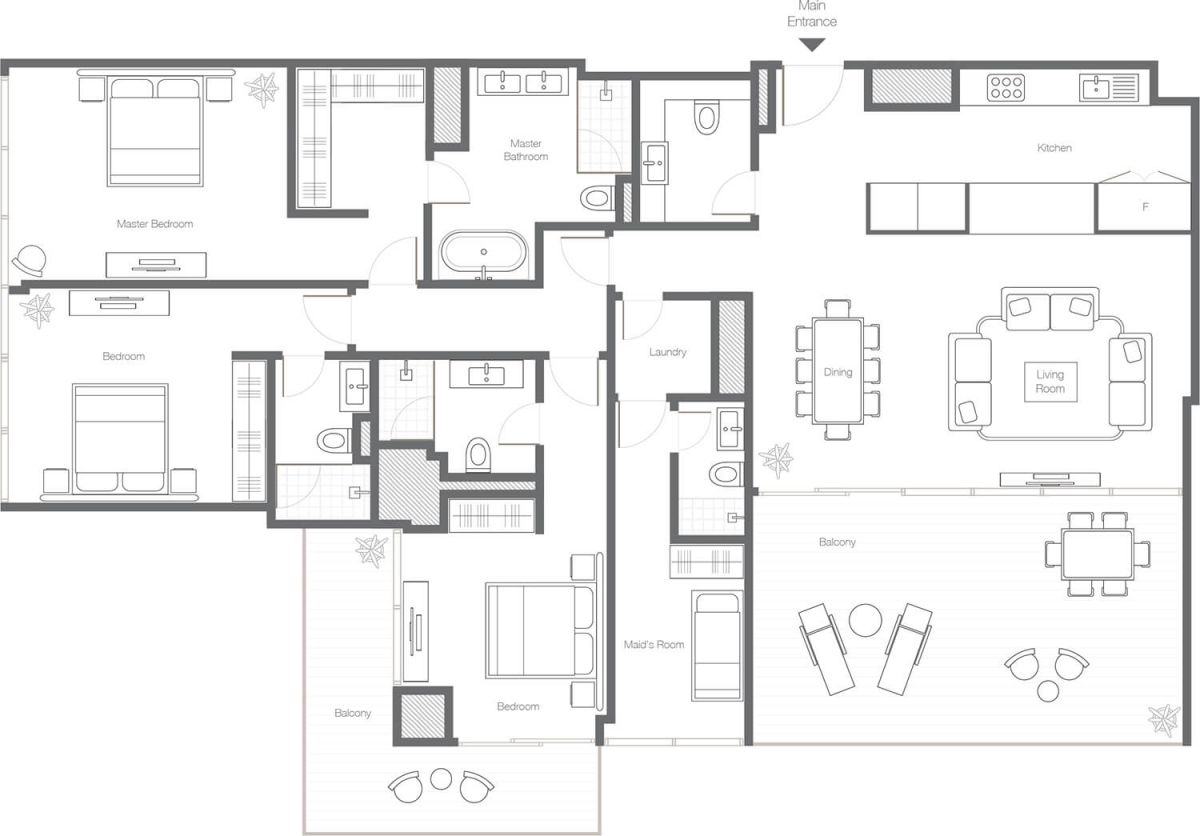 Main
Entrance
Kitchen
Master
Bathroom
F
Master Bedroom
Bedroom
Laundry
Dining
Living
Room
Balcony
Maid's Room
Bedroom
Balcony